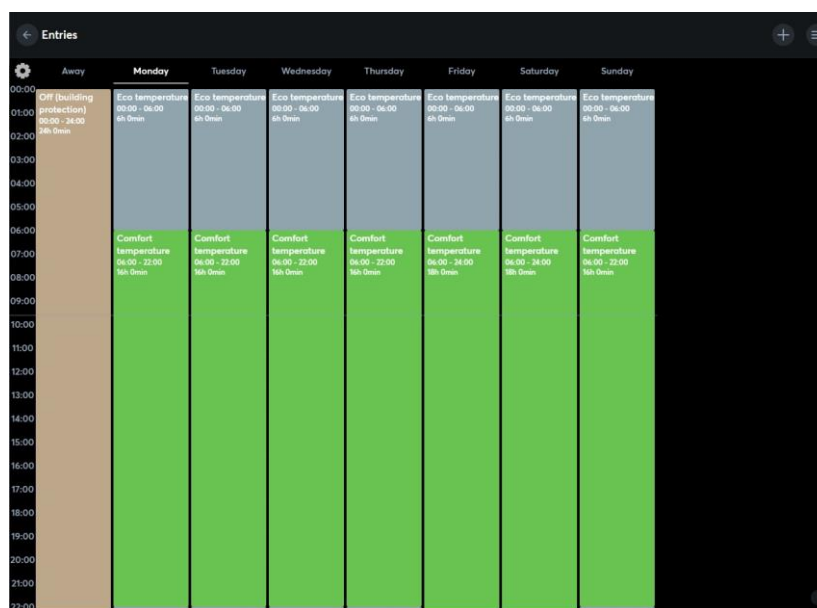 Entries
Away Monday Tuesday Wednesday Thursday Friday Saturday Sunday
00:00
01:00
02:00
03:00
04:00
05:00
06:00
07:00
08:00
09:00
10:00
11:00
12:00
13:00
14:00
15:00
16:00
17:00
18:00
19:00
20:00
21:00
22:00
Off (building
protection)
00:00 - 24:00
24h 0min
Eco temperature
00:00 - 06:00
6h 0min
Comfort
temperature
06:00 - 22:00
16h 0min
Eco temperature
00:00 - 06:00
6h 0min
Comfort
temperature
06:00 - 22:00
16h 0min
Eco temperature
00:00 - 06:00
6h 0min
Comfort
temperature
06:00 - 22:00
16h 0min
Eco temperature
00:00 - 06:00
6h 0min
Comfort
temperature
06:00 - 22:00
16h 0min
Eco temperature
00:00 - 06:00
6h 0min
Comfort
temperature
06:00 - 24:00
18h 0min
Eco temperature
00:00 - 06:00
6h 0min
Comfort
temperature
06:00 - 24:00
18h 0min
Eco temperature
00:00 - 06:00
6h 0min
Comfort
temperature
06:00 - 22:00
16h 0min